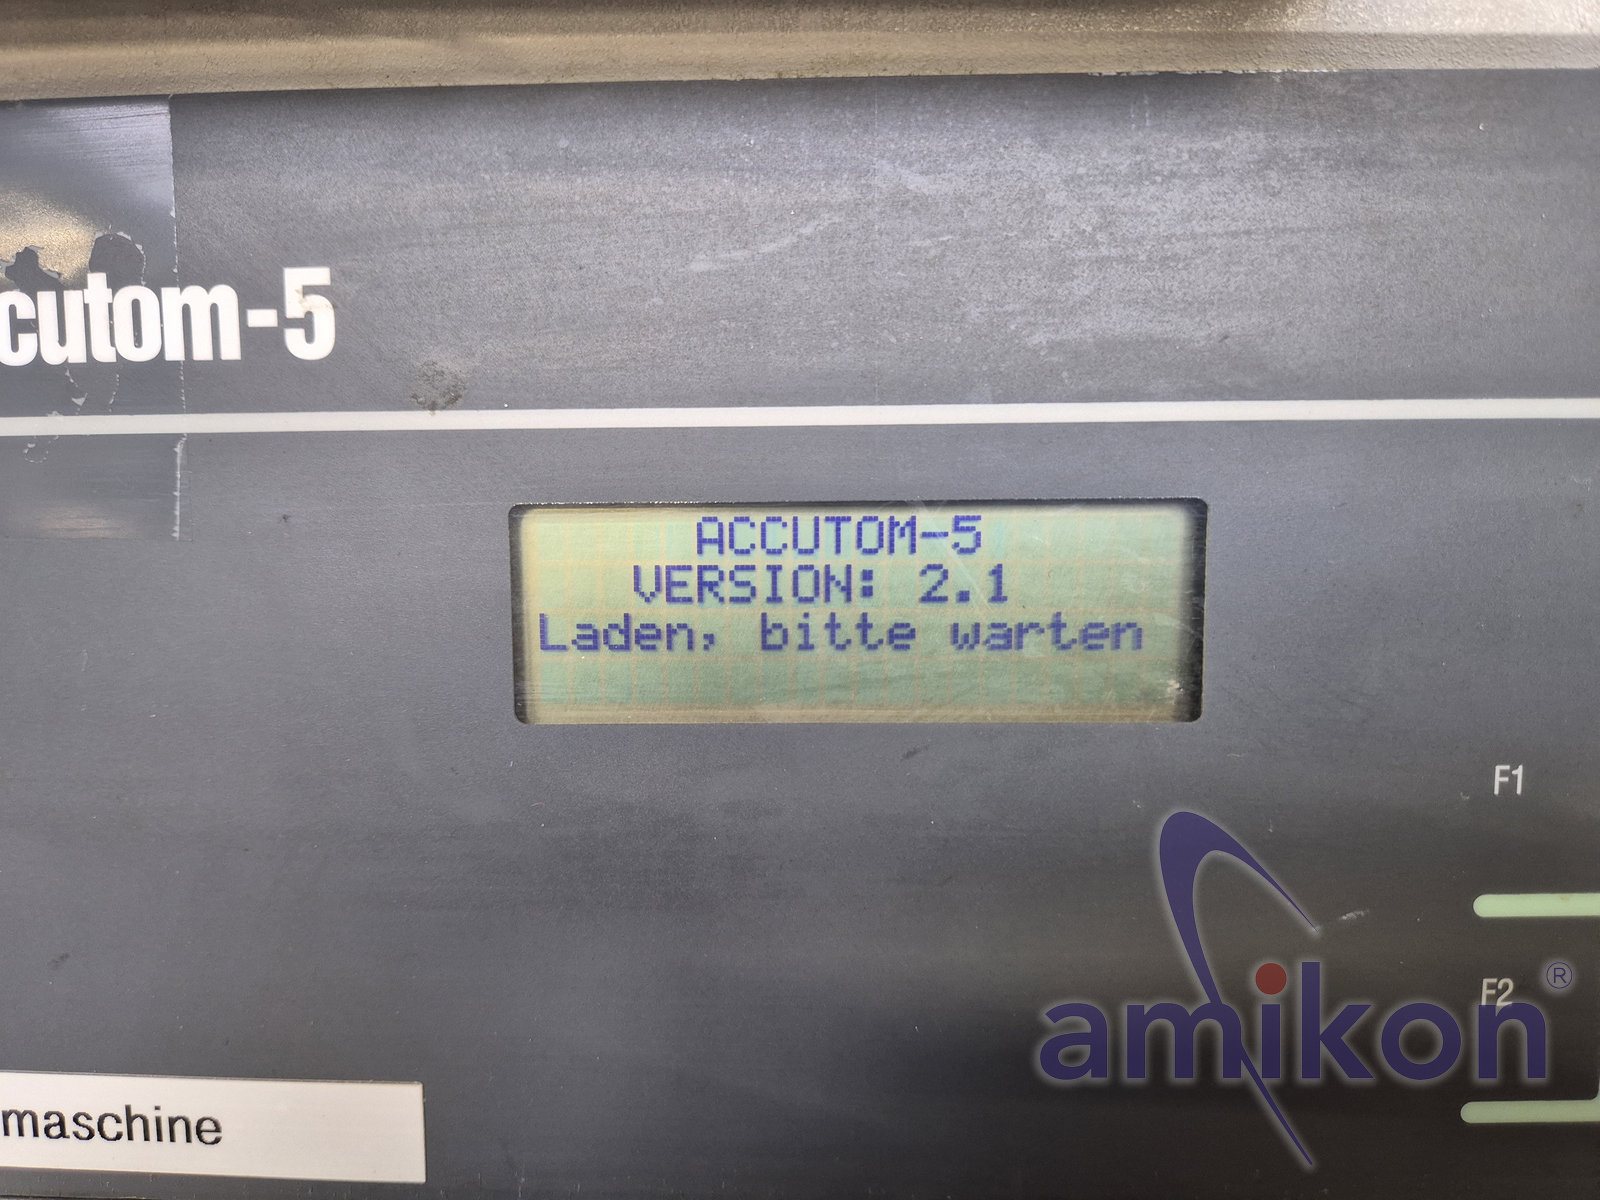 cutom-5
ACCUTOM-5
VERSION: 2.1
Laden, bitte warten
F1
F2
amikon®
maschine